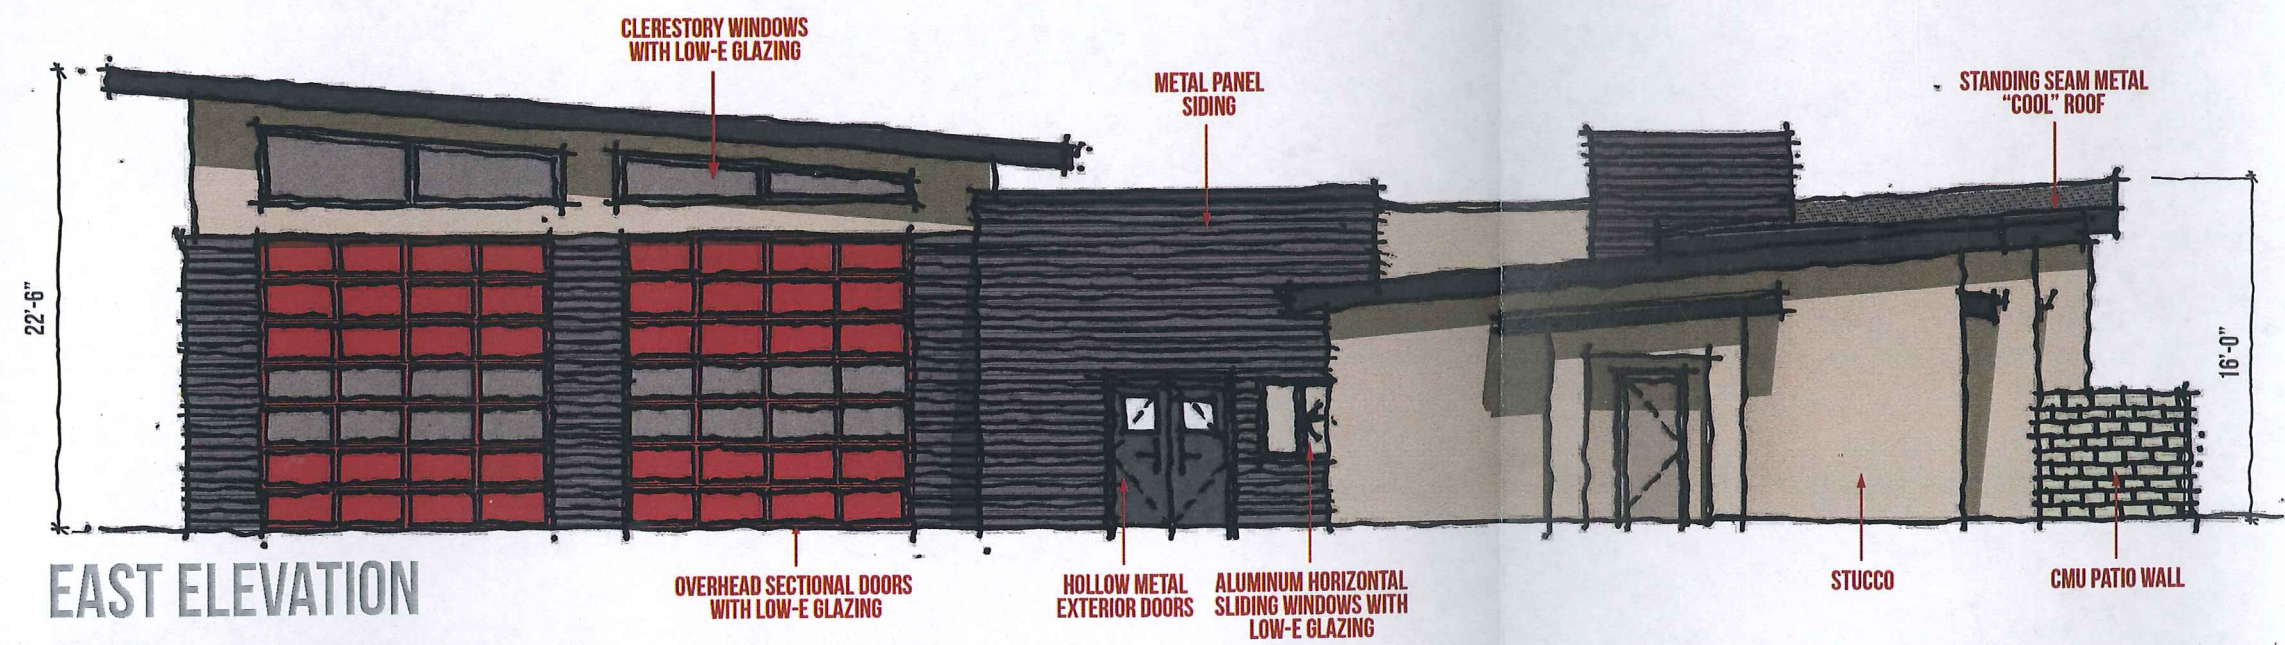 CLERESTORY WINDOWS
WITH LOW-E GLAZING
METAL PANEL
SIDING
STANDING SEAM METAL
“COOL” ROOF
22'-6"
16'-0"
EAST ELEVATION
OVERHEAD SECTIONAL DOORS
WITH LOW-E GLAZING
HOLLOW METAL
EXTERIOR DOORS
ALUMINUM HORIZONTAL
SLIDING WINDOWS WITH
LOW-E GLAZING
STUCCO
CMU PATIO WALL